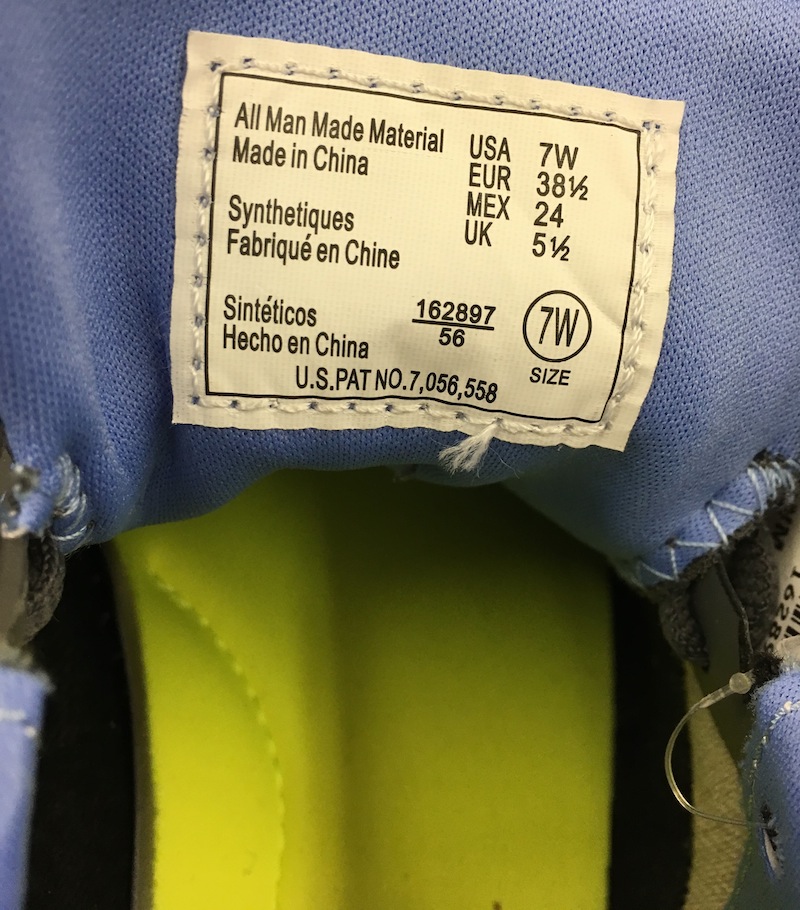 All Man Made Material
Made in China
Synthetiques
Fabriqué en Chine
Sintéticos
Hecho en China
USA 7W
EUR 38½
MEX 24
UK 5½
162897
56
7W
SIZE
U.S.PAT NO.7,056,558